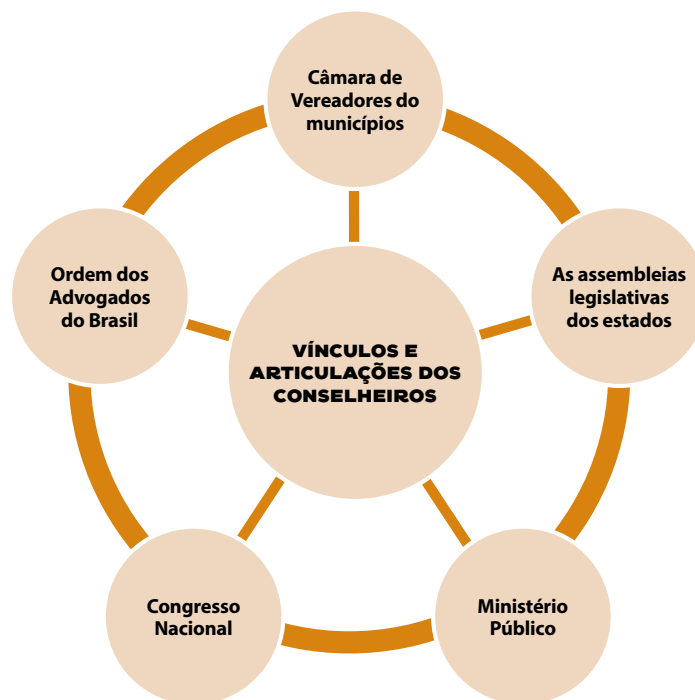 Câmara de
Vereadores do
municípios
Ordem dos
Advogados
do Brasil
As assembleias
legislativas
dos estados
VÍNCULOS E
ARTICULAÇÕES DOS
CONSELHEIROS
Congresso
Nacional
Ministério
Público